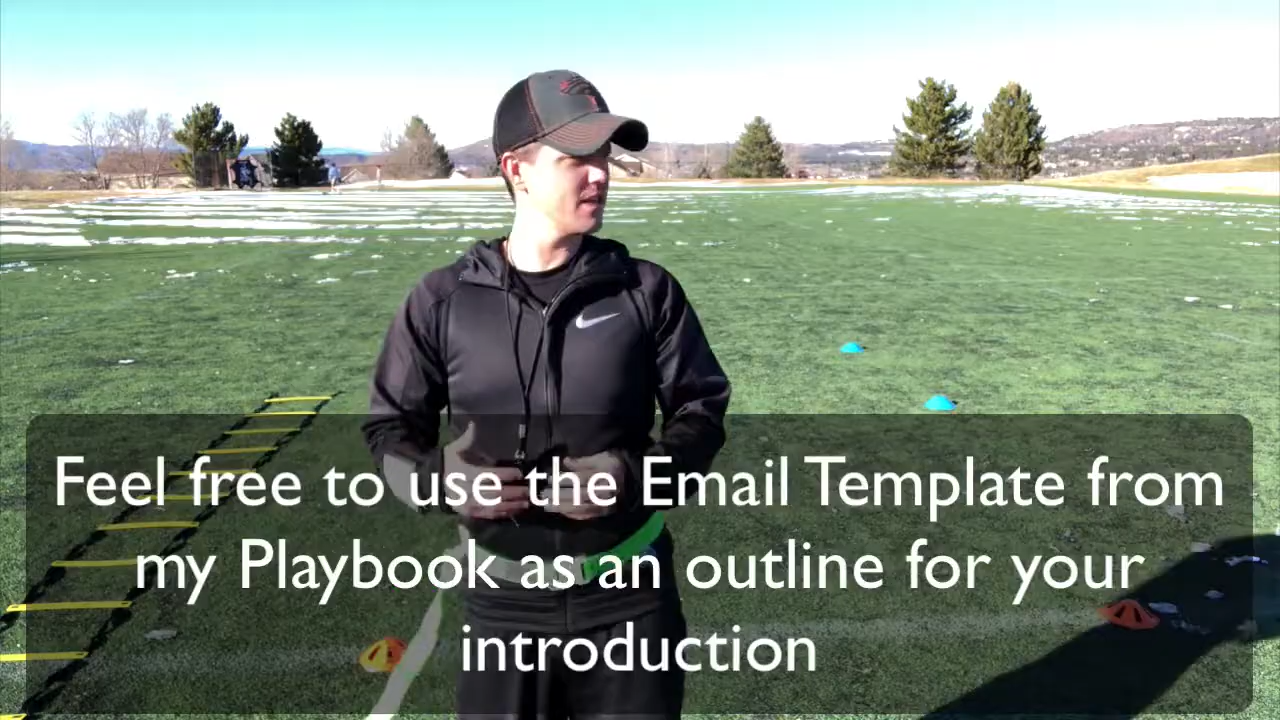 Feel free to use the Email Template from
my Playbook as an outline for your
introduction